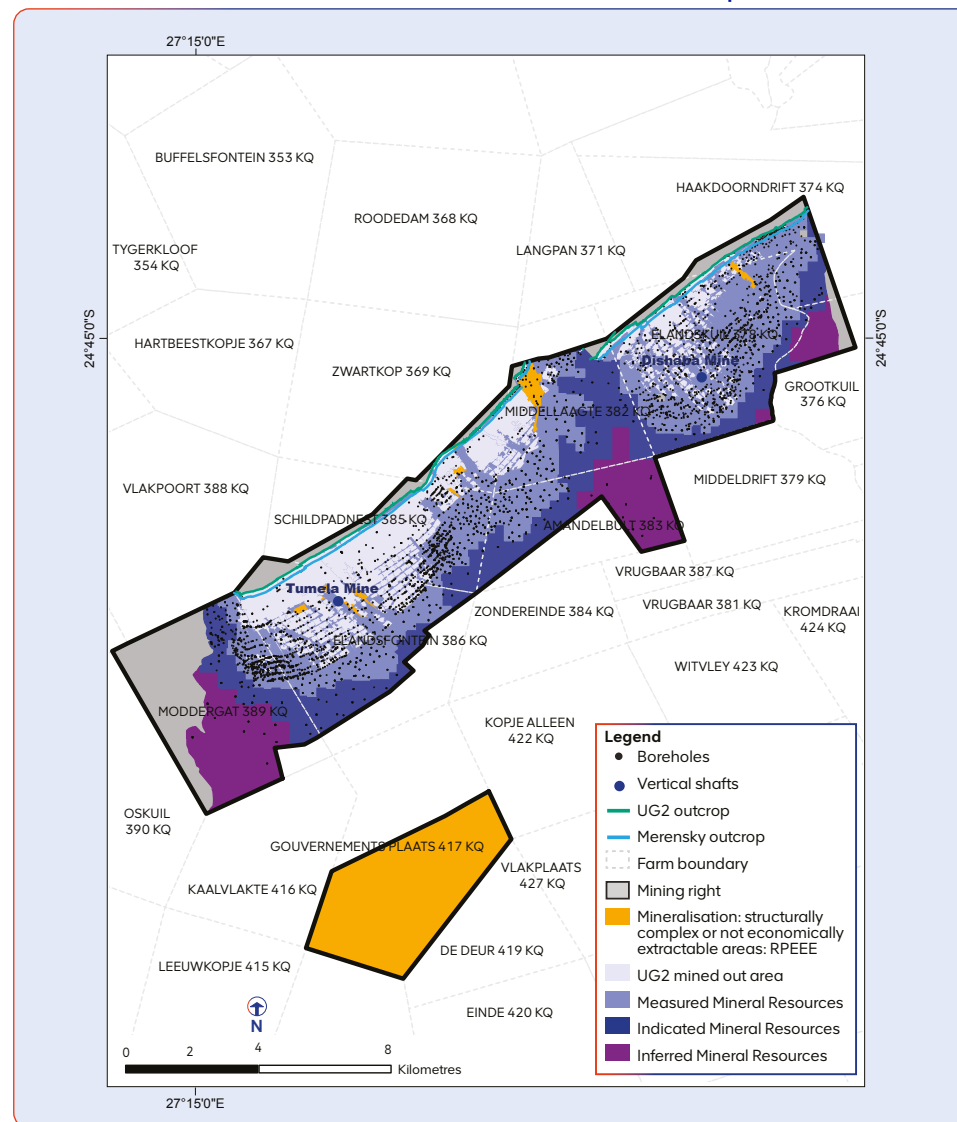 27°15'0"E
BUFFELSFONTEIN 353 KQ
HAAKDOORNDRIFT 374 KQ
ROODEDAM 368 KQ
TYGERKLOOF
354 KQ
LANGPAN 371 KQ
24°45'0"S
24°45'0"S
HARTBEESTKOPJE 367 KQ
ELANDSKUIL 378 KQ
Dishaba Mine
ZWARTKOP 369 KQ
GROOTKUIL
376 KQ
MIDDELLAAGTE 382 KQ
MIDDELDRIFT 379 KQ
VLAKPOORT 388 KQ
SCHILDPADNEST 385 KQ
AMANDELBULT 383 KQ
VRUGBAAR 387 KQ
Tumela Mine
ZONDEREINDE 384 KQ
VRUGBAAR 381 KQ
KROMDRAAI
424 KQ
ELANDSFONTEIN 386 KQ
WITVLEY 423 KQ
MODDERGAT 389 KQ
KOPJE ALLEEN
422 KQ
OSKUIL
390 KQ
GOUVERNEMENTS PLAATS 417 KQ
VLAKPLAATS
427 KQ
KAALVLAKTE 416 KQ
DE DEUR 419 KQ
LEEUWKOPJE 415 KQ
EINDE 420 KQ
Legend
Boreholes
Vertical shafts
UG2 outcrop
Merensky outcrop
Farm boundary
Mining right
Mineralisation: structurally
complex or not economically
extractable areas: RPEEE
UG2 mined out area
Measured Mineral Resources
Indicated Mineral Resources
Inferred Mineral Resources
N
0 2 4 8
Kilometres
27°15'0"E